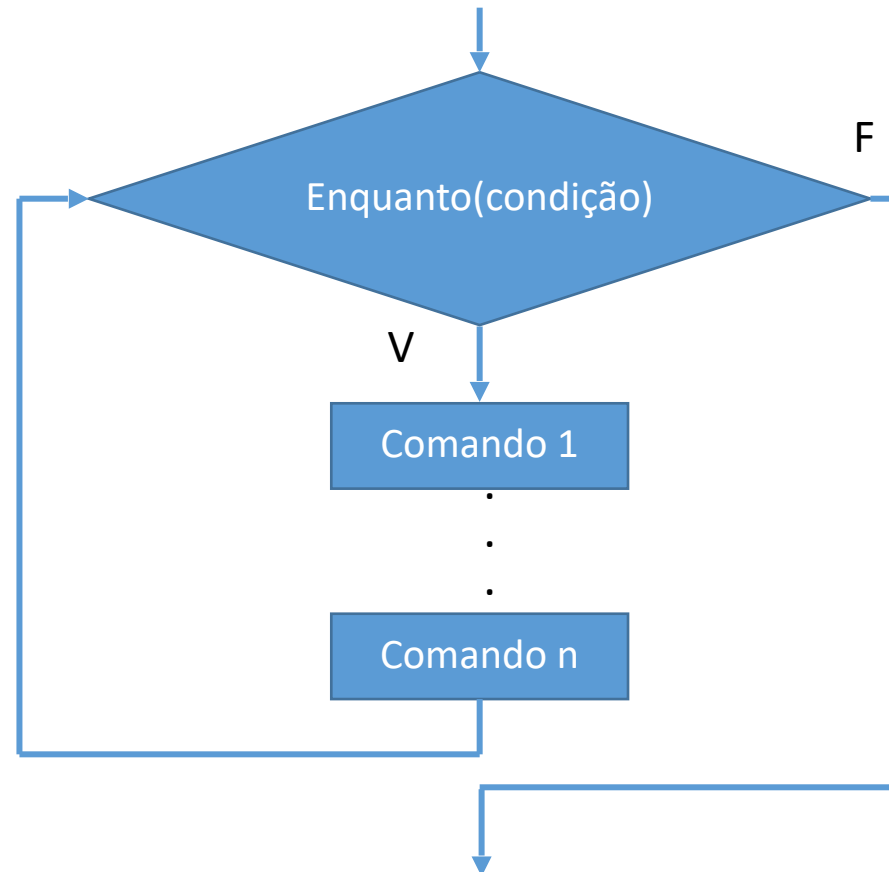 F
Enquanto(condição)
V
Comando 1
.
.
.
Comando n